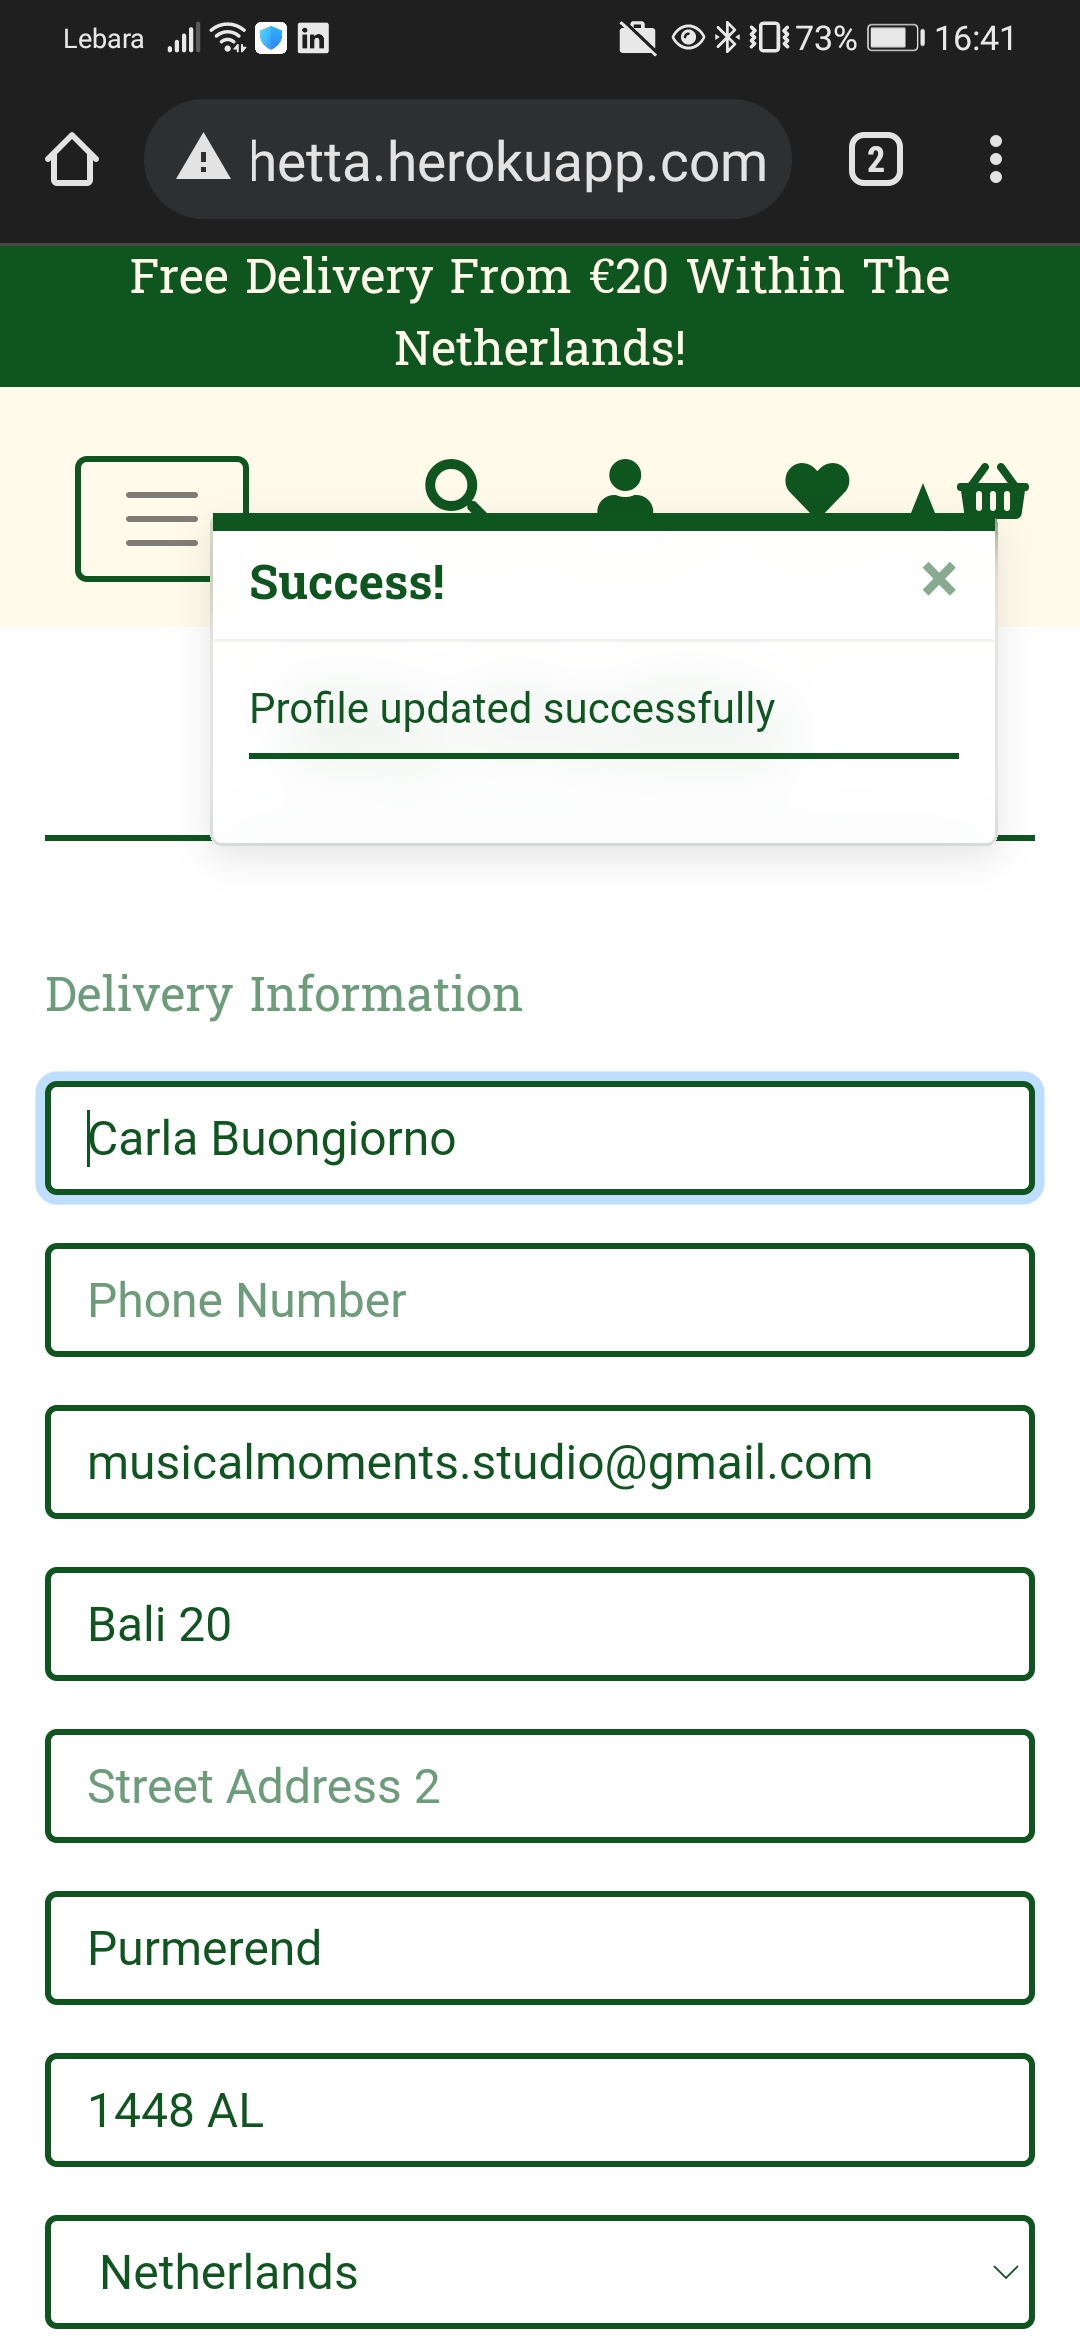 Lebara
in
73%
16:41
hetta.herokuapp.com
2
Free Delivery From €20 Within The
Netherlands!
Success!
Profile updated successfully
Delivery Information
Carla Buongiorno
Phone Number
musicalmoments.studio@gmail.com
Bali 20
Street Address 2
Purmerend
1448 AL
Netherlands